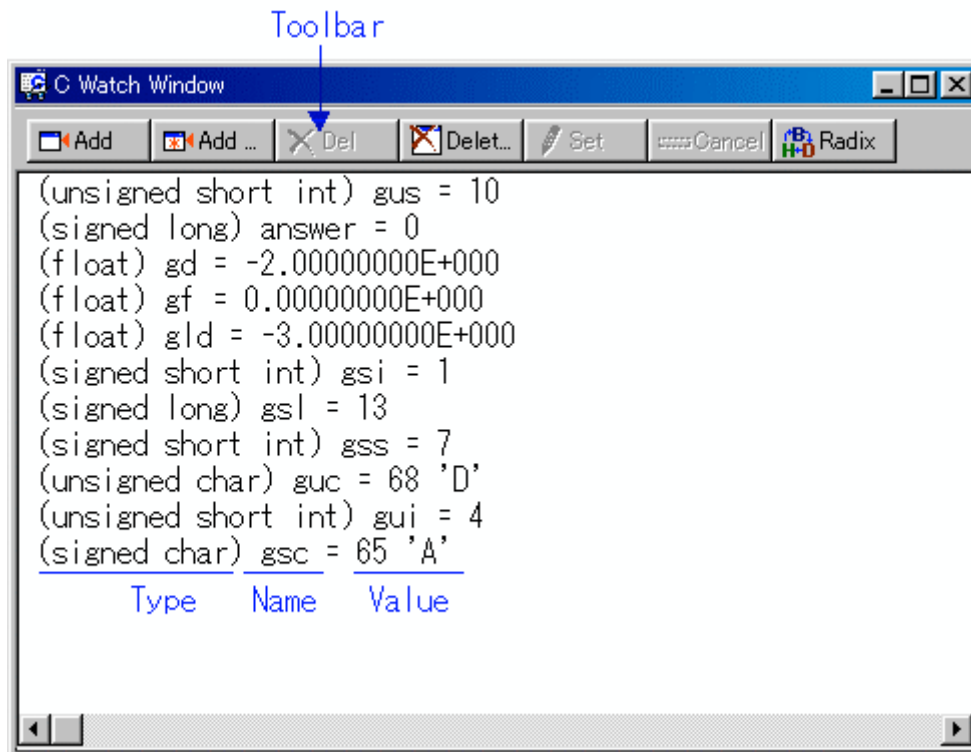 Toolbar
C Watch Window
Add Add ... Del Delet... Set Cancel Radix
(unsigned short int) gus = 10
(signed long) answer = 0
(float) gd = -2.00000000E+000
(float) gf = 0.00000000E+000
(float) gld = -3.00000000E+000
(signed short int) gsi = 1
(signed long) gsl = 13
(signed short int) gss = 7
(unsigned char) guc = 68 'D'
(unsigned short int) gui = 4
(signed char) gsc = 65 'A'
Type Name Value